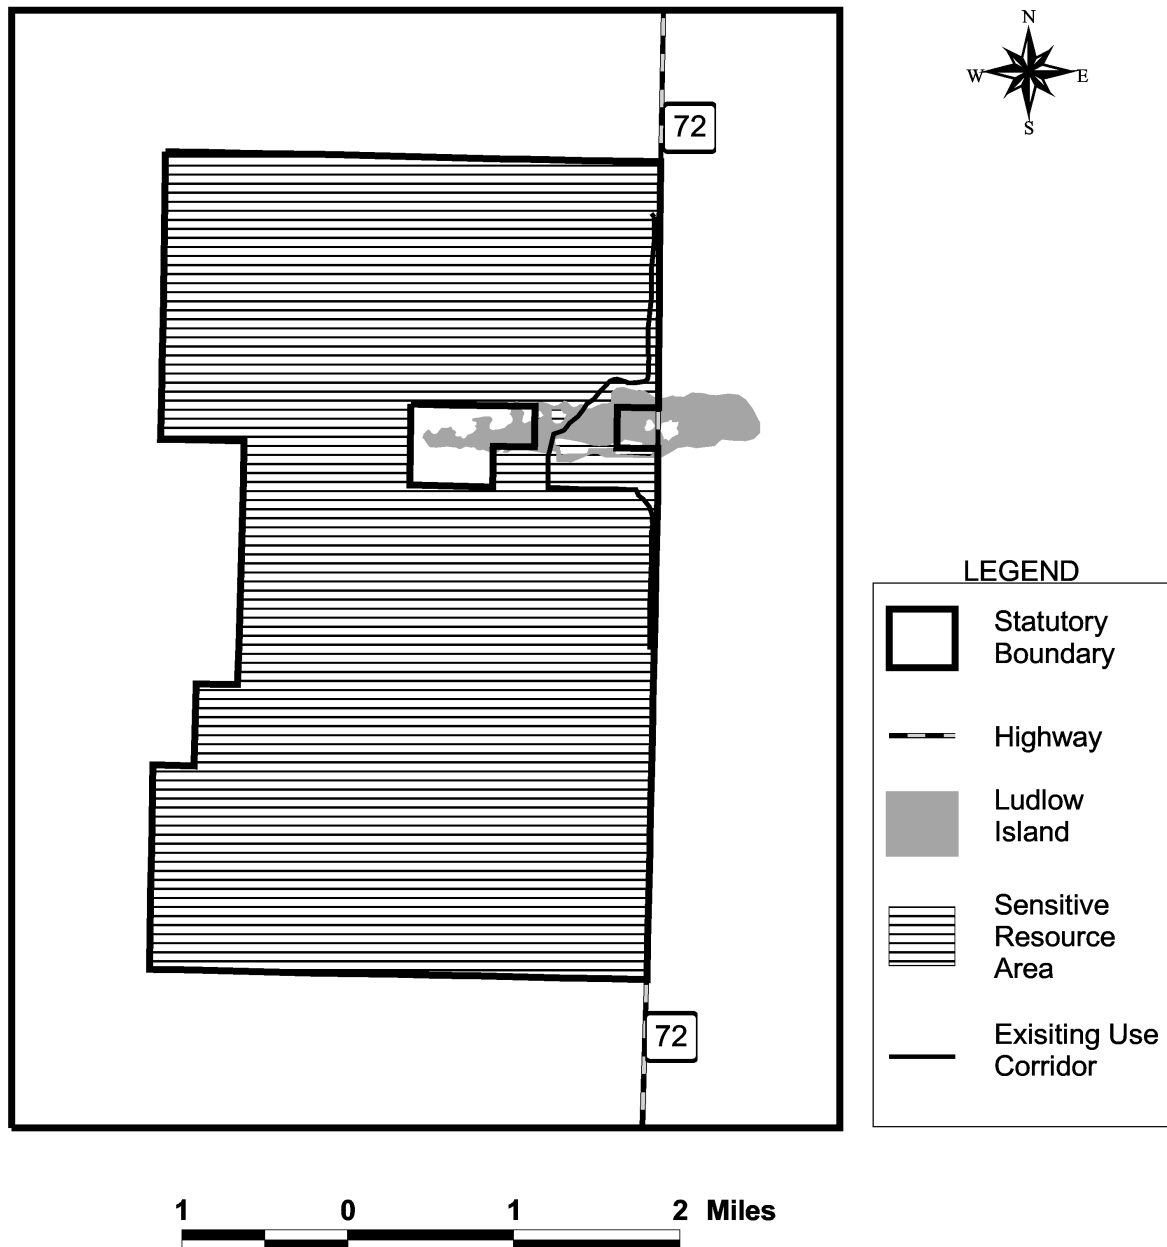 N
W E
S
72
72
LEGEND
Statutory
Boundary
Highway
Ludlow
Island
Sensitive
Resource
Area
Exisiting Use
Corridor
1 0 1 2 Miles